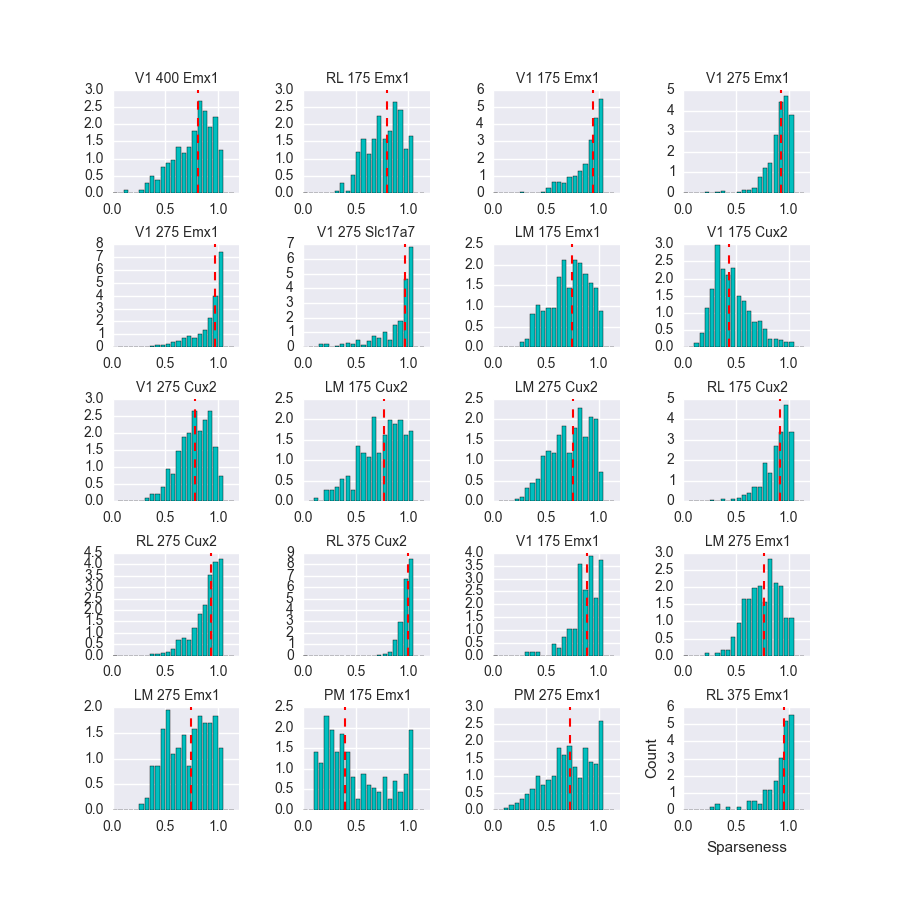 V1 400 Emx1
RL 175 Emx1
V1 175 Emx1
V1 275 Emx1
3.0 2.5 2.0 1.5 1.0 0.5 0.0
3.0 2.5 2.0 1.5 1.0 0.5 0.0
6 5 4 3 2 1 0
5 4 3 2 1 0
0.0 0.5 1.0
0.0 0.5 1.0
0.0 0.5 1.0
0.0 0.5 1.0
V1 275 Emx1
V1 275 Slc17a7
LM 175 Emx1
V1 175 Cux2
8 7 6 5 4 3 2 1 0
7 6 5 4 3 2 1 0
2.5 2.0 1.5 1.0 0.5 0.0
3.0 2.5 2.0 1.5 1.0 0.5 0.0
0.0 0.5 1.0
0.0 0.5 1.0
0.0 0.5 1.0
0.0 0.5 1.0
V1 275 Cux2
LM 175 Cux2
LM 275 Cux2
RL 175 Cux2
3.0 2.5 2.0 1.5 1.0 0.5 0.0
2.5 2.0 1.5 1.0 0.5 0.0
2.5 2.0 1.5 1.0 0.5 0.0
5 4 3 2 1 0
0.0 0.5 1.0
0.0 0.5 1.0
0.0 0.5 1.0
0.0 0.5 1.0
RL 275 Cux2
RL 375 Cux2
V1 175 Emx1
LM 275 Emx1
4.5 4.0 3.5 3.0 2.5 2.0 1.5 1.0 0.5 0.0
9 8 7 6 5 4 3 2 1 0
4.0 3.5 3.0 2.5 2.0 1.5 1.0 0.5 0.0
3.0 2.5 2.0 1.5 1.0 0.5 0.0
0.0 0.5 1.0
0.0 0.5 1.0
0.0 0.5 1.0
0.0 0.5 1.0
LM 275 Emx1
PM 175 Emx1
PM 275 Emx1
RL 375 Emx1
2.0 1.5 1.0 0.5 0.0
2.5 2.0 1.5 1.0 0.5 0.0
3.0 2.5 2.0 1.5 1.0 0.5 0.0
Count
6 5 4 3 2 1 0
0.0 0.5 1.0
0.0 0.5 1.0
0.0 0.5 1.0
0.0 0.5 1.0
Sparseness